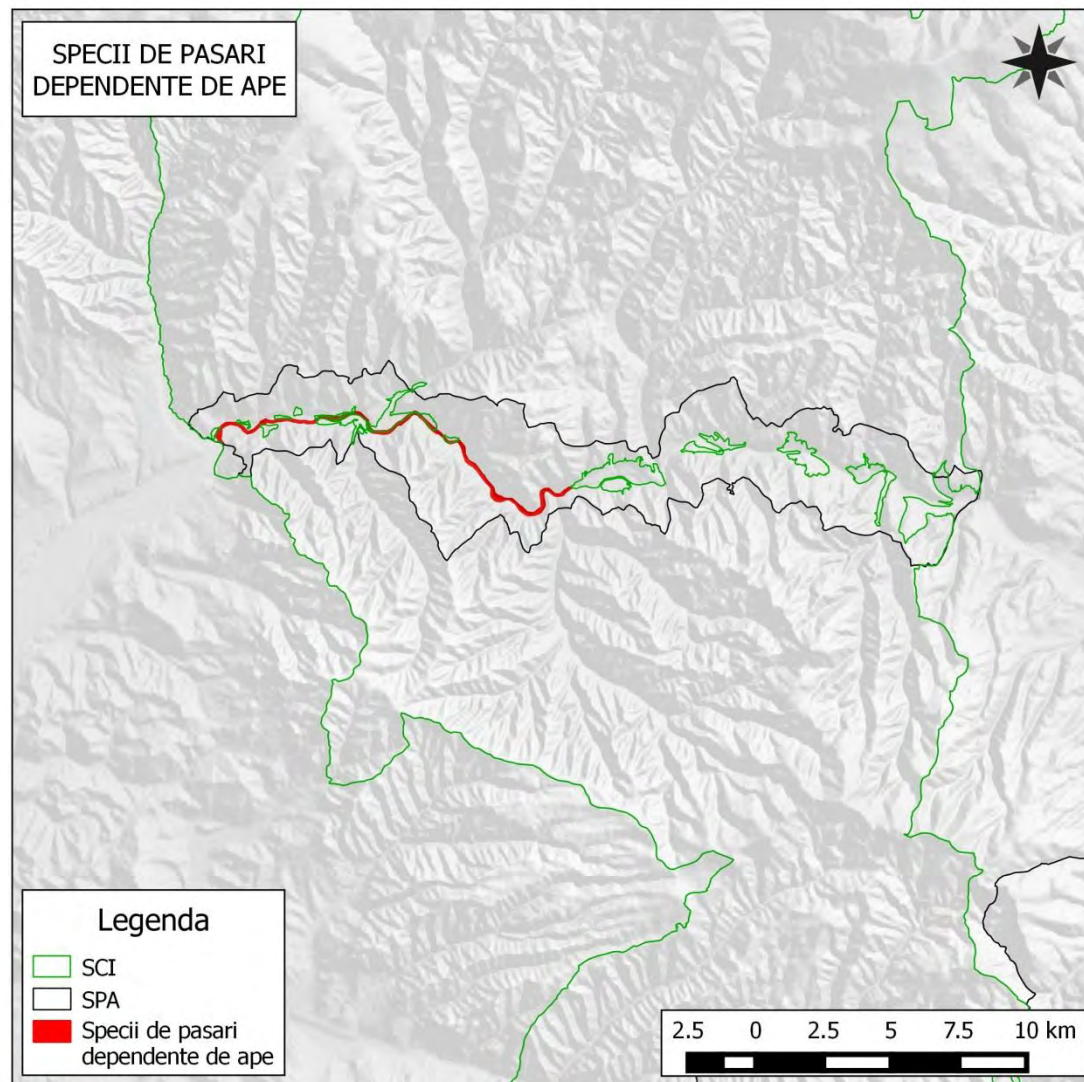 SPECII DE PASARI
DEPENDENTE DE APE
Legenda
SCI
SPA
Specii de pasari
dependente de ape
2.5 0 2.5 5 7.5 10 km